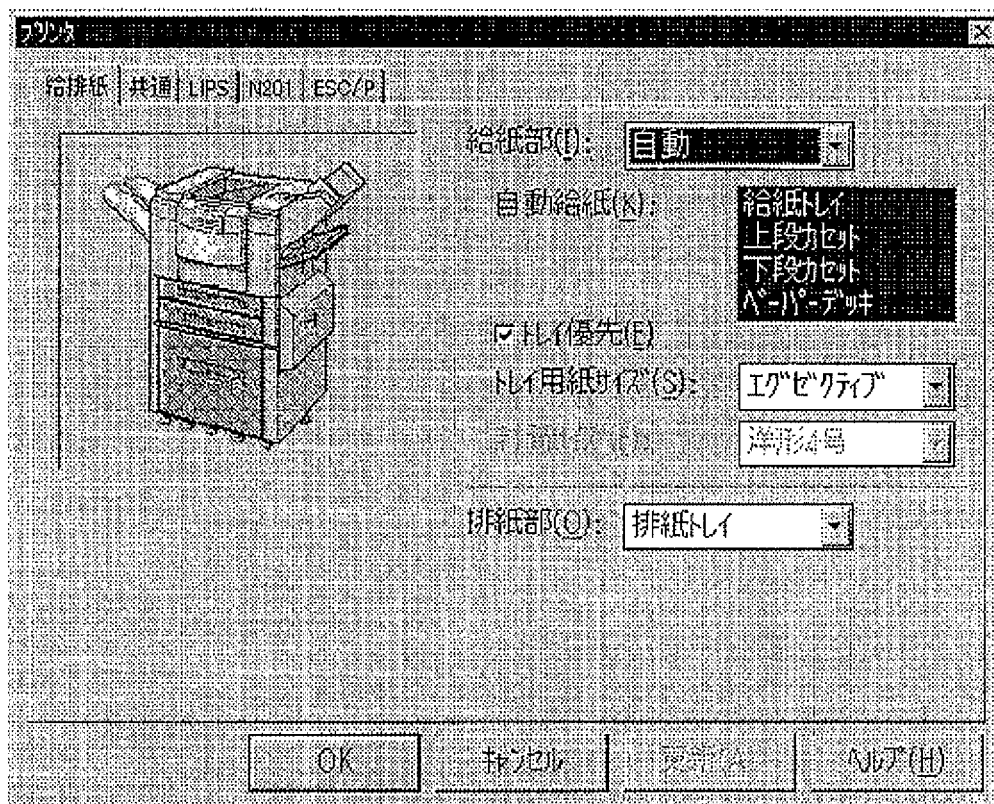 プリンタ
給排紙 共通 LIPS N201 ESC/P
給紙部(I): 自動
自動給紙(K): 給紙トレイ
上段カセット
下段カセット
ペーパーデッキ
トレイ優先(E)
トレイ用紙サイズ(S): エグゼクティブ
洋形4号
排紙部(O): 排紙トレイ
OK キャンセル ヘルプ(H)